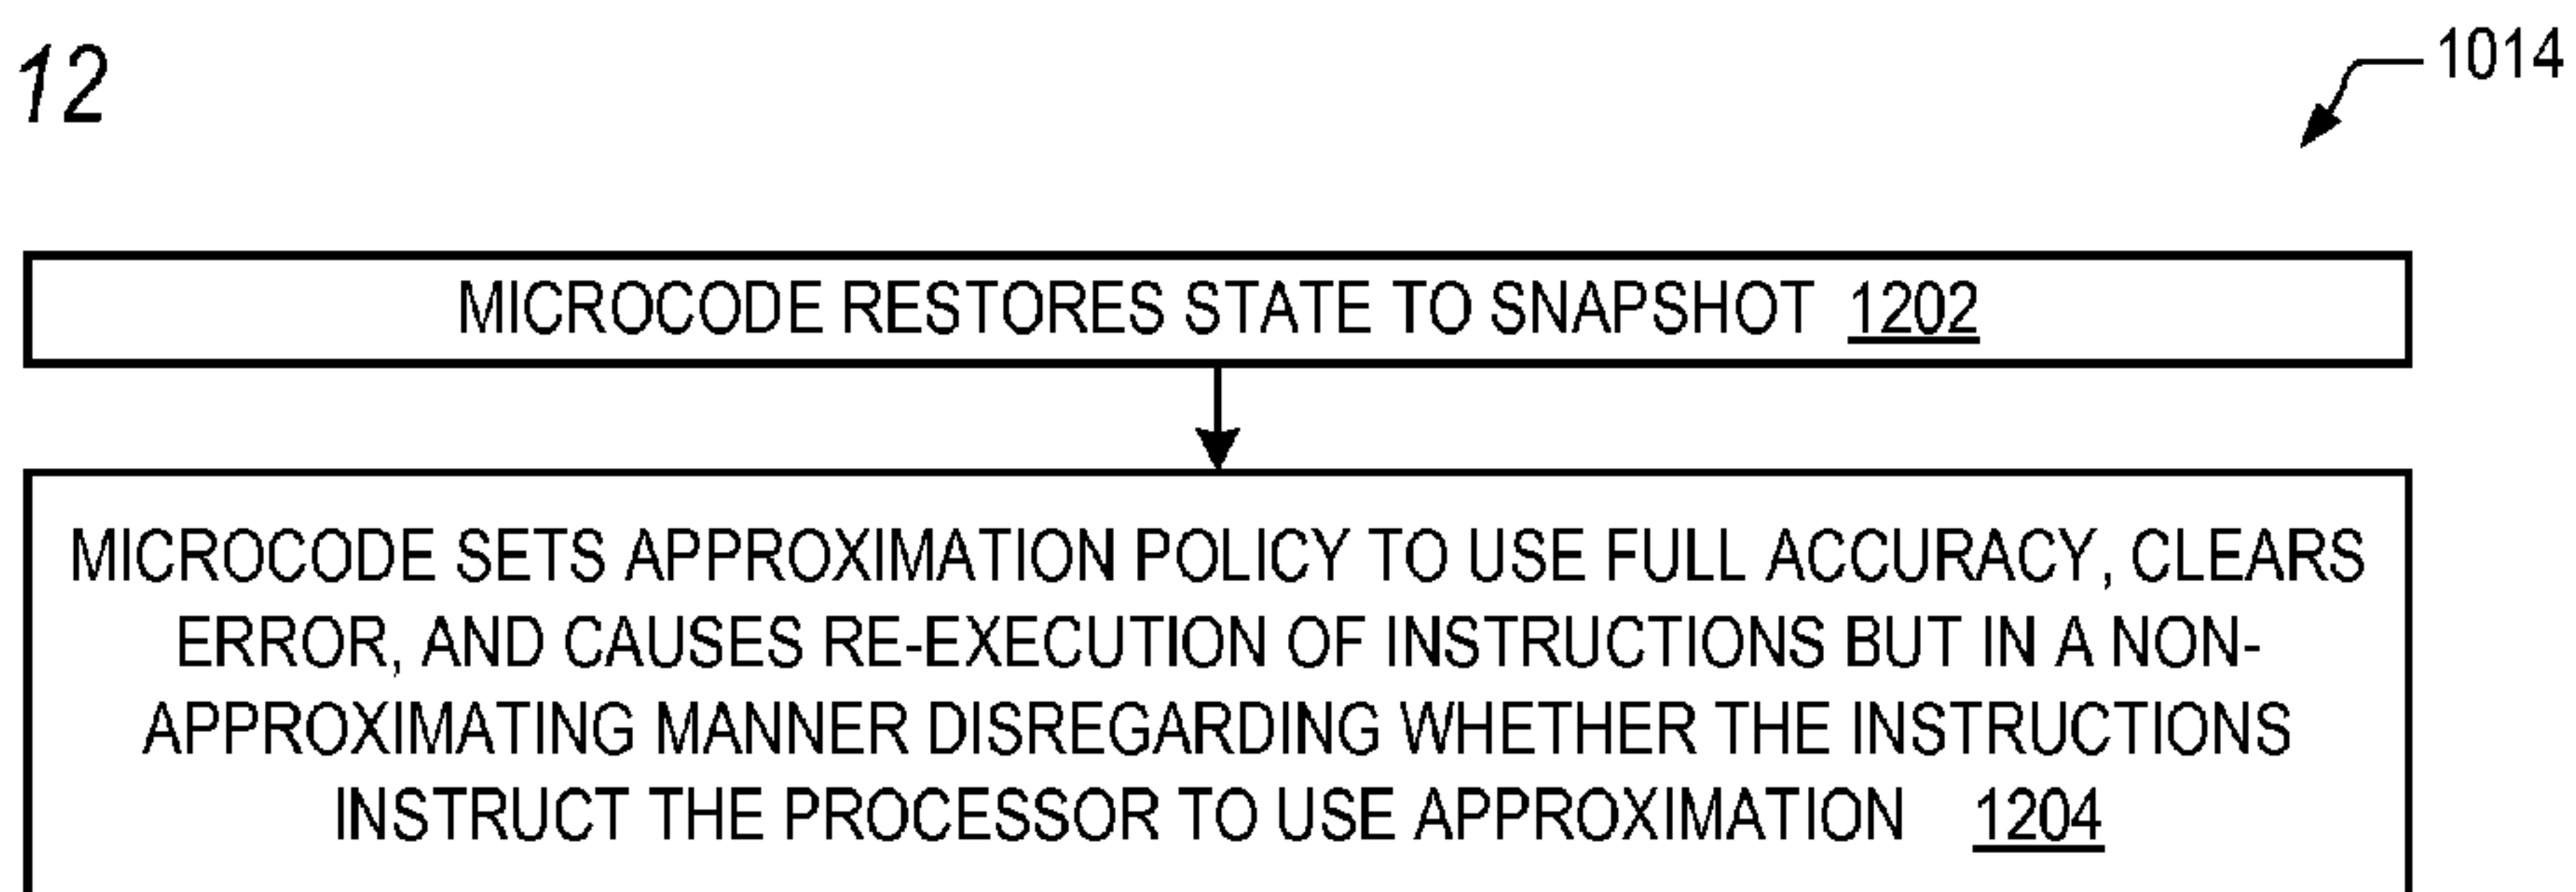 12
1014
MICROCODE RESTORES STATE TO SNAPSHOT 1202
MICROCODE SETS APPROXIMATION POLICY TO USE FULL ACCURACY, CLEARS
ERROR, AND CAUSES RE-EXECUTION OF INSTRUCTIONS BUT IN A NON-
APPROXIMATING MANNER DISREGARDING WHETHER THE INSTRUCTIONS
INSTRUCT THE PROCESSOR TO USE APPROXIMATION 1204